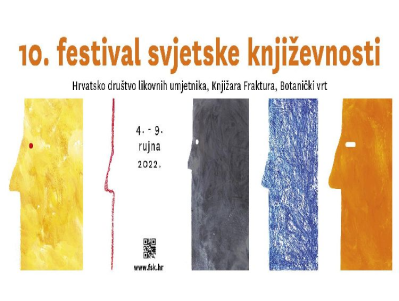 10. festival svjetske književnosti
Hrvatsko društvo likovnih umjetnika, Knjižara Fraktura, Botanički vrt
4. - 9.
rujna
2022.
www.fsk.hr